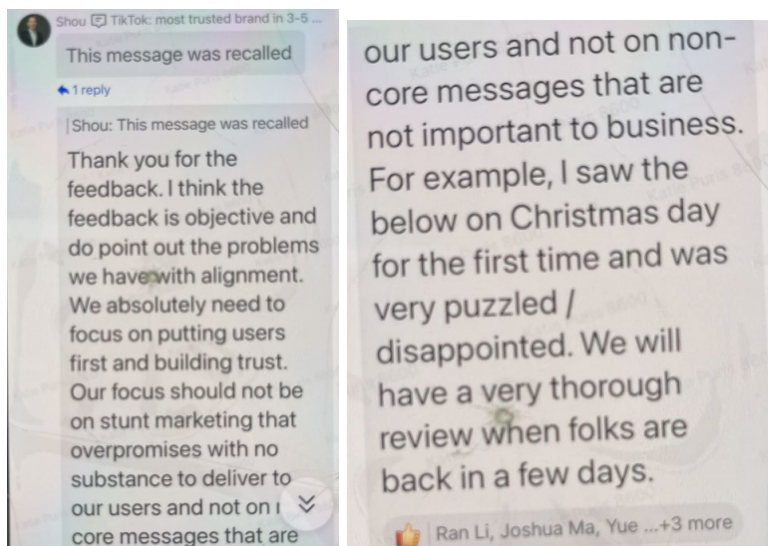 Shou TikTok: most trusted brand in 3-5 ...
This message was recalled
1 reply
Shou: This message was recalled
Thank you for the
feedback. I think the
feedback is objective and
do point out the problems
we have with alignment.
We absolutely need to
focus on putting users
first and building trust.
Our focus should not be
on stunt marketing that
overpromises with no
substance to deliver to
our users and not on
core messages that are
our users and not on non-
core messages that are
not important to business.
For example, I saw the
below on Christmas day
for the first time and was
very puzzled /
disappointed. We will
have a very thorough
review when folks are
back in a few days.
Ran Li, Joshua Ma, Yue ...+3 more